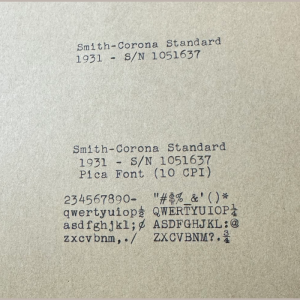 Smith-Corona Standard
1931 - S/N 1051637
Smith-Corona Standard
1931 - S/N 1051637
Pica Font (10 CPI)
234567890- "#$%_&'()*
qwertyuiop½ QWERTYUIOP¼
asdfghjkl;¢ ASDFGHJKL:@
zxcvbnm,./ ZXCVBNM?.¾